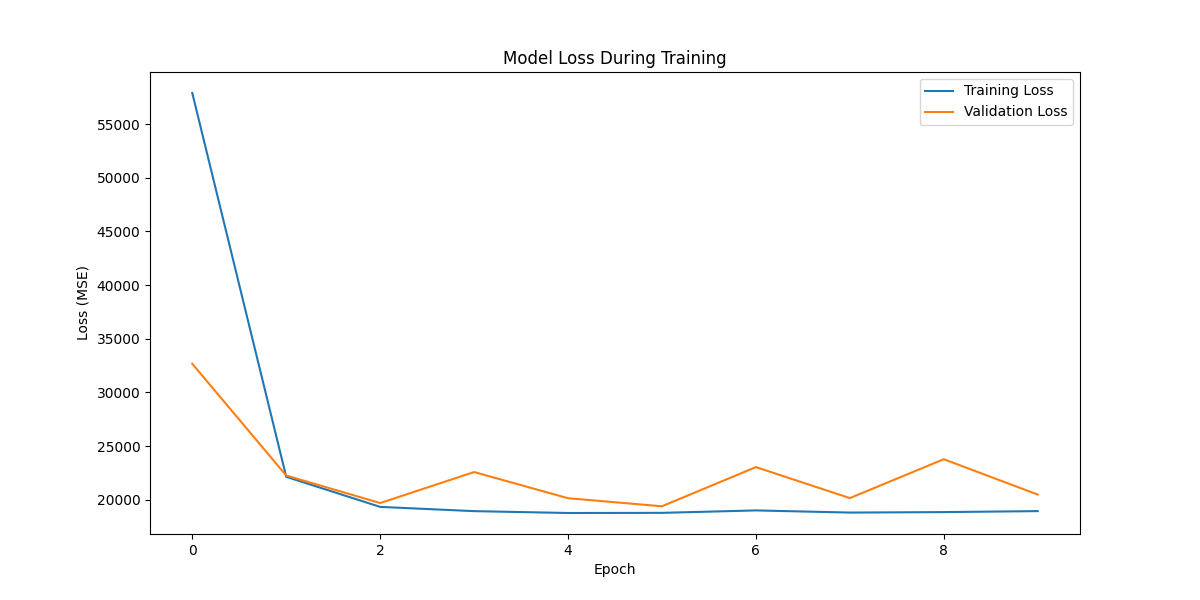 Model Loss During Training
Training Loss
Validation Loss
55000
50000
45000
40000
35000
30000
25000
20000
Loss (MSE)
0 2 4 6 8
Epoch